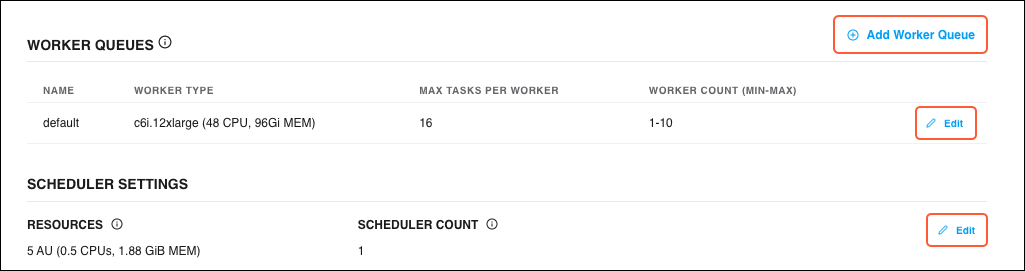 WORKER QUEUES
Add Worker Queue
NAME WORKER TYPE MAX TASKS PER WORKER WORKER COUNT (MIN-MAX)
default c6i.12xlarge (48 CPU, 96Gi MEM) 16 1-10 Edit
SCHEDULER SETTINGS
RESOURCES SCHEDULER COUNT
Edit
5 AU (0.5 CPUs, 1.88 GiB MEM) 1